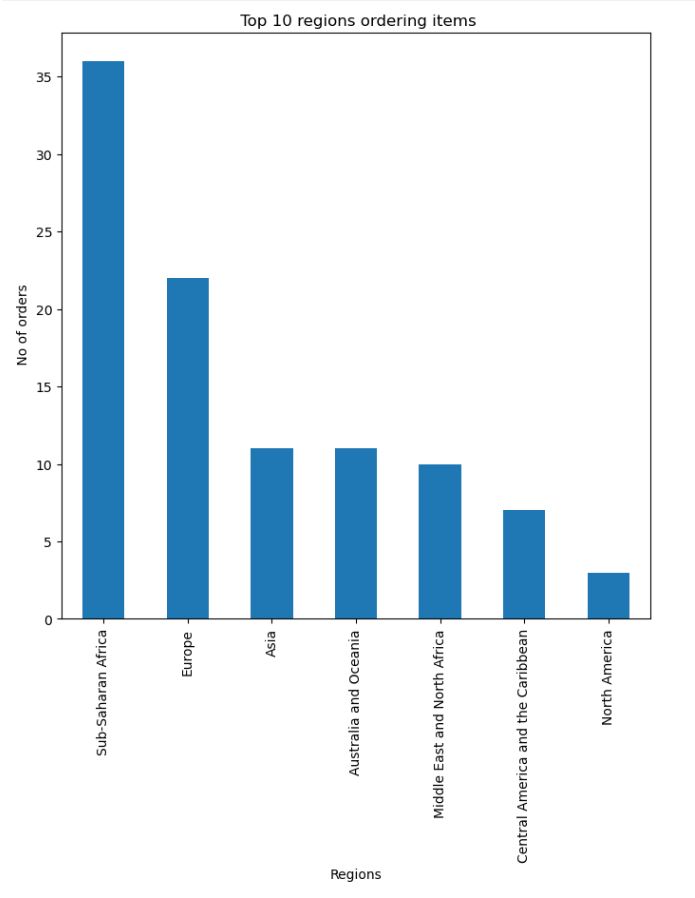 Top 10 regions ordering items
No of orders
35
30
25
20
15
10
5
0
Sub-Saharan Africa
Europe
Asia
Australia and Oceania
Middle East and North Africa
Central America and the Caribbean
North America
Regions